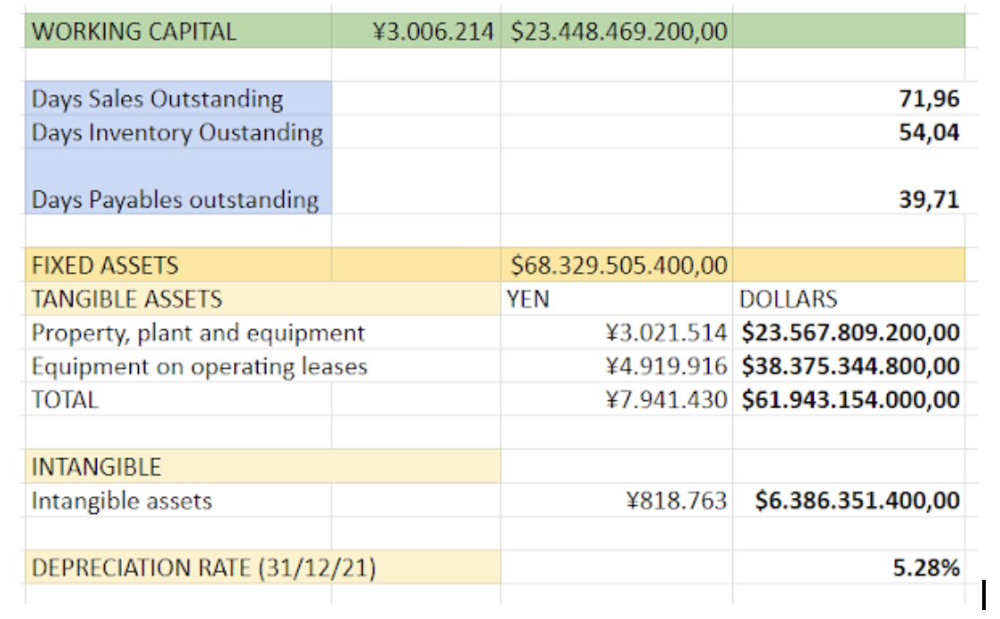 WORKING CAPITAL ¥3.006.214 $23.448.469.200,00
Days Sales Outstanding 71,96
Days Inventory Oustanding 54,04
Days Payables outstanding 39,71
FIXED ASSETS $68.329.505.400,00
TANGIBLE ASSETS YEN DOLLARS
Property, plant and equipment ¥3.021.514 $23.567.809.200,00
Equipment on operating leases ¥4.919.916 $38.375.344.800,00
TOTAL ¥7.941.430 $61.943.154.000,00
INTANGIBLE
Intangible assets ¥818.763 $6.386.351.400,00
DEPRECIATION RATE (31/12/21) 5.28%